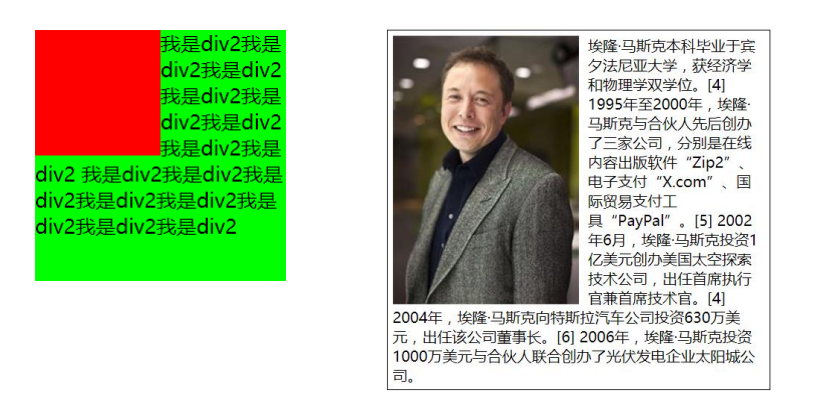 我是div2我是
div2我是div2
我是div2我是
div2我是div2
我是div2我是
div2 我是div2我是div2我是
div2我是div2我是div2我是
div2我是div2我是div2
埃隆·马斯克本科毕业于宾
夕法尼亚大学，获经济学
和物理学双学位。[4]
1995年至2000年，埃隆·
马斯克与合伙人先后创办
了三家公司，分别是在线
内容出版软件“Zip2”、
电子支付“X.com”、国
际贸易支付工
具“PayPal”。[5] 2002
年6月，埃隆·马斯克投资1
亿美元创办美国太空探索
技术公司，出任首席执行
官兼首席技术官。[4]
2004年，埃隆·马斯克向特斯拉汽车公司投资630万美
元，出任该公司董事长。[6] 2006年，埃隆·马斯克投资
1000万美元与合伙人联合创办了光伏发电企业太阳城公
司。